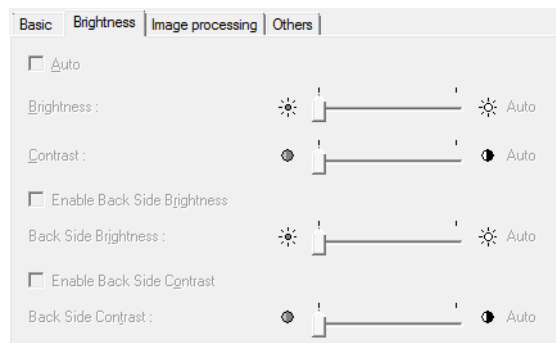 Basic Brightness Image processing Others
Auto
Brightness : Auto
Contrast : Auto
Enable Back Side Brightness
Back Side Brightness : Auto
Enable Back Side Contrast
Back Side Contrast : Auto